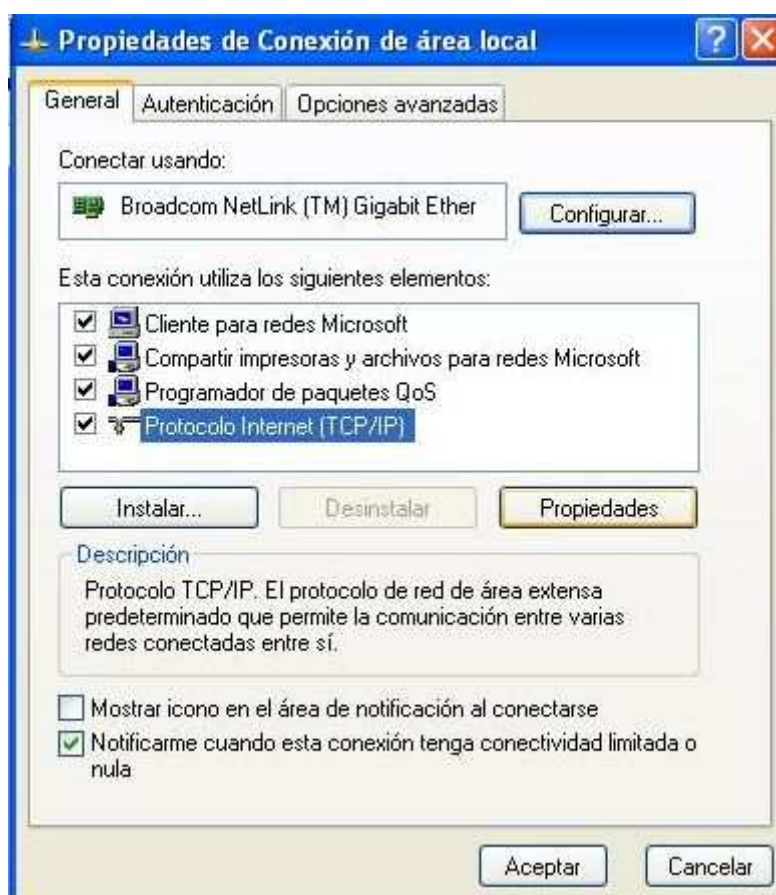 Propiedades de Conexión de área local
General Autenticación Opciones avanzadas
Conectar usando:
Broadcom NetLink (TM) Gigabit Ether
Configurar...
Esta conexión utiliza los siguientes elementos:
Cliente para redes Microsoft
Compartir impresoras y archivos para redes Microsoft
Programador de paquetes QoS
Protocolo Internet (TCP/IP)
Instalar... Desinstalar Propiedades
Descripción
Protocolo TCP/IP. El protocolo de red de área extensa
predeterminado que permite la comunicación entre varias
redes conectadas entre sí.
Mostrar icono en el área de notificación al conectarse
Notificarme cuando esta conexión tenga conectividad limitada o
nula
Aceptar Cancelar